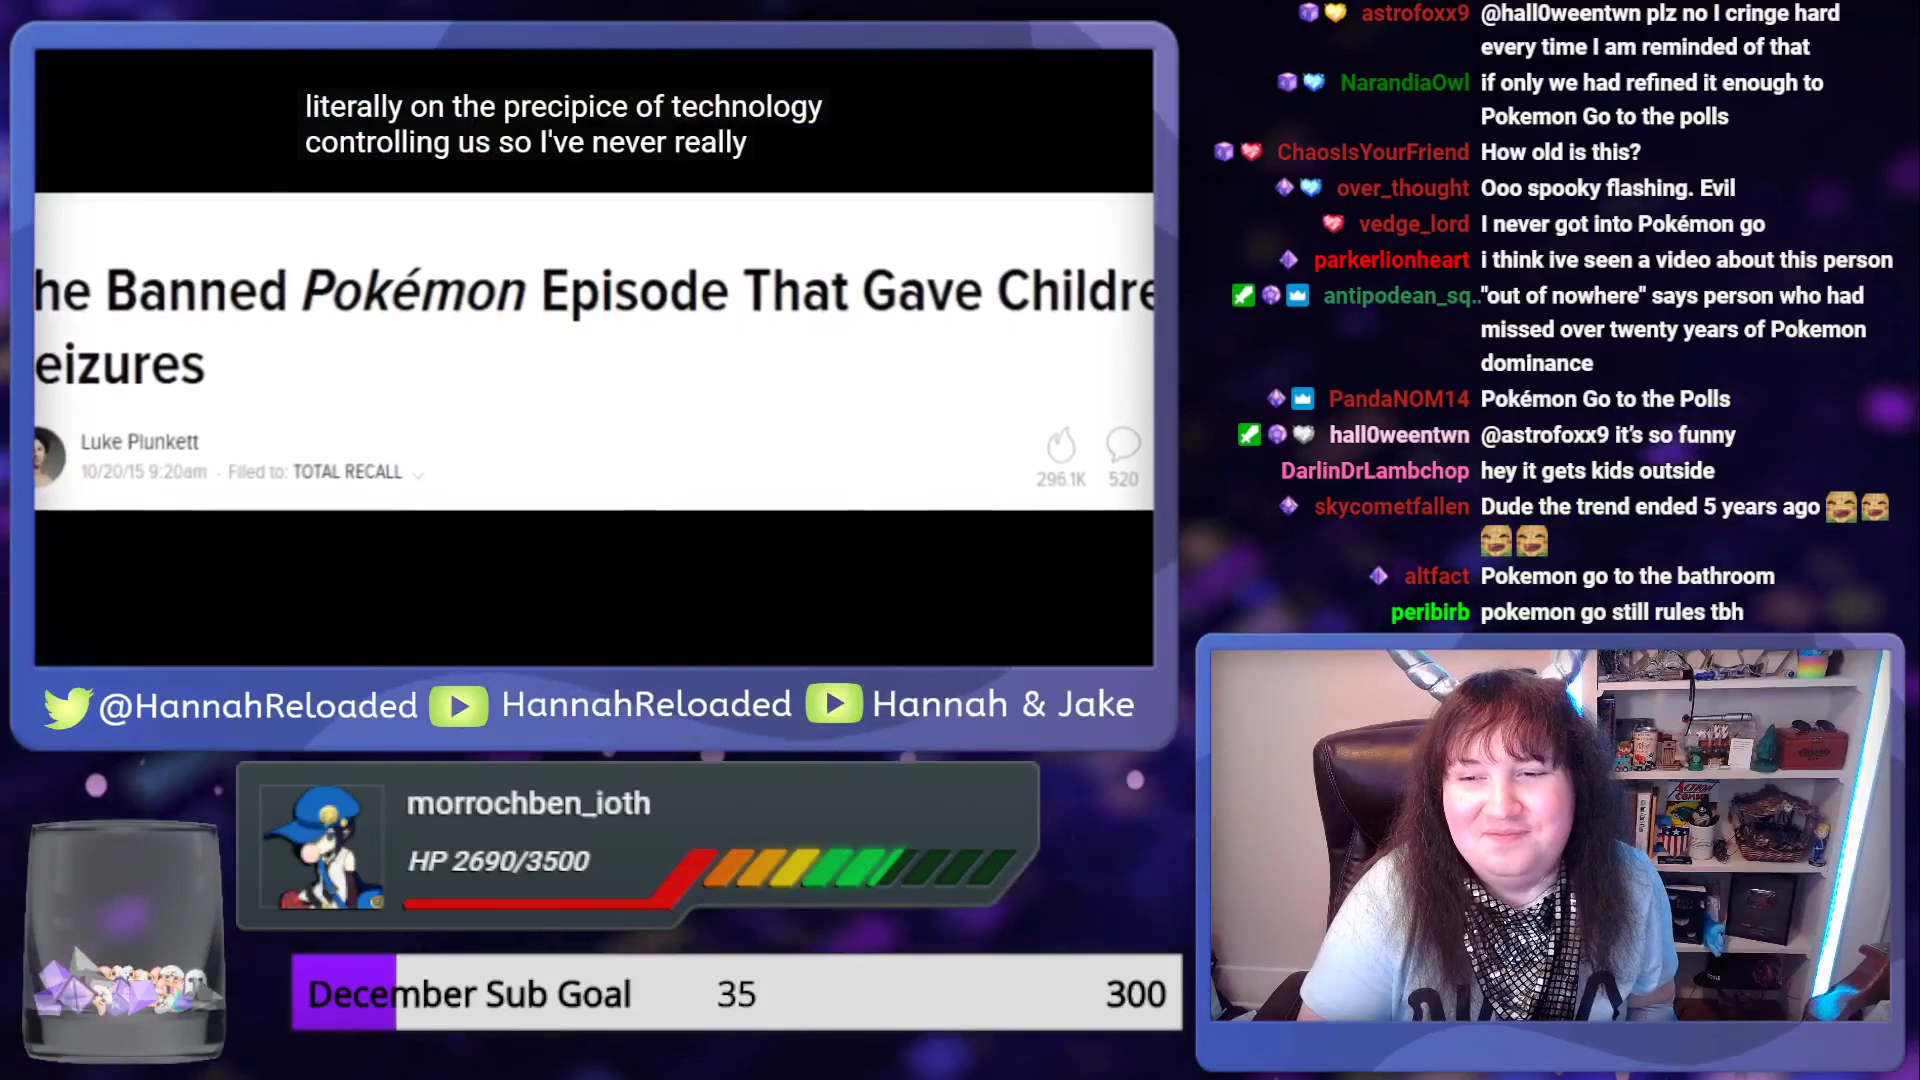 literally on the precipice of technology
controlling us so I've never really
he Banned Pokémon Episode That Gave Childre
eizures
Luke Plunkett
10/20/15 9:20am · Filed to: TOTAL RECALL
296.1K
520
@HannahReloaded
HannahReloaded
Hannah & Jake
morrochben_ioth
HP 2690/3500
December Sub Goal
35
300
astrofoxx9 @hall0weentwn plz no I cringe hard
every time I am reminded of that
NarandiaOwl if only we had refined it enough to
Pokemon Go to the polls
ChaosIsYourFriend How old is this?
over_thought Ooo spooky flashing. Evil
vedge_lord I never got into Pokémon go
parkerlionheart i think ive seen a video about this person
antipodean_sq.. "out of nowhere" says person who had
missed over twenty years of Pokemon
dominance
PandaNOM14 Pokémon Go to the Polls
hall0weentwn @astrofoxx9 it's so funny
DarlinDrLambchop hey it gets kids outside
skycometfallen Dude the trend ended 5 years ago
altfact Pokemon go to the bathroom
peribirb pokemon go still rules tbh
ACTION
COMICS